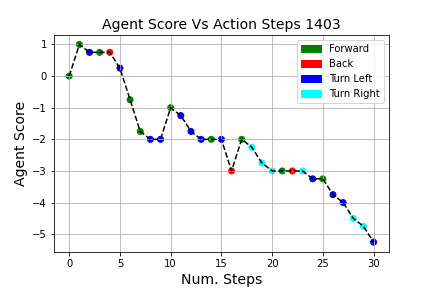 Agent Score Vs Action Steps 1403
Agent Score
1
0
−1
−2
−3
−4
−5
Forward
Back
Turn Left
Turn Right
0 5 10 15 20 25 30
Num. Steps